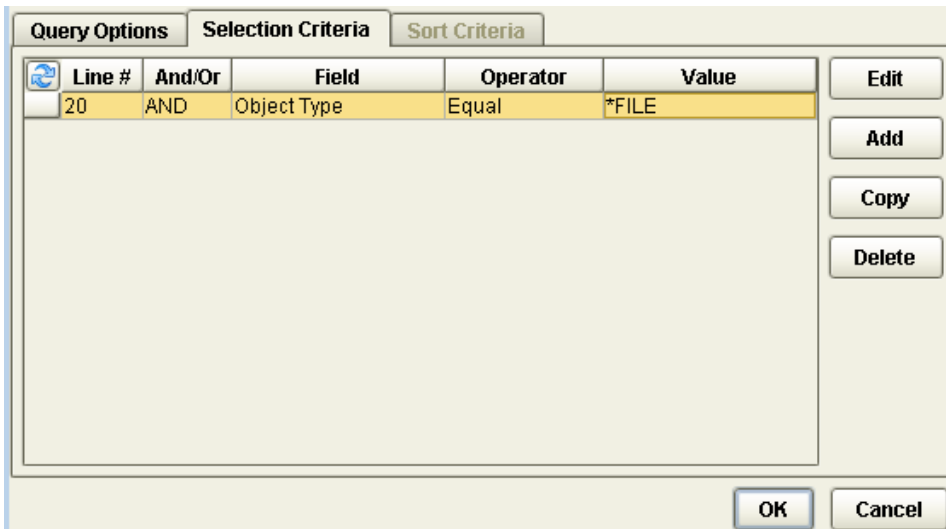 Query Options Selection Criteria Sort Criteria
Line # And/Or Field Operator Value
20 AND Object Type Equal *FILE
Edit
Add
Copy
Delete
OK Cancel